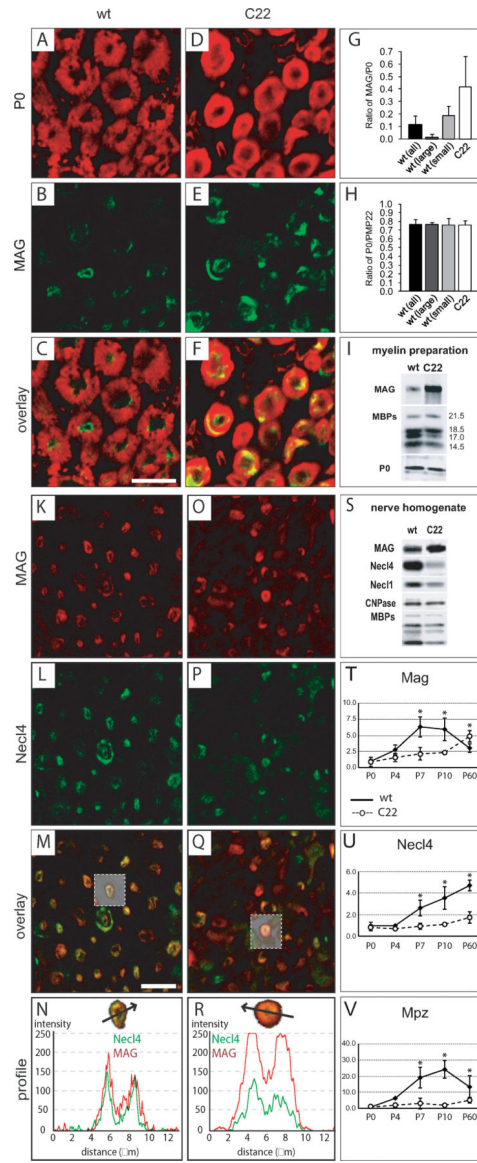 wt
C22
A
D
G
P0
Ratio of MAG/P0
0.8
0.7
0.6
0.5
0.4
0.3
0.2
0.1
0.0
wt (all)
wt (large)
wt (small)
C22
B
E
H
MAG
Ratio of P0/PMP22
1.0
0.9
0.8
0.7
0.6
0.5
0.4
0.3
0.2
0.1
0.0
wt (all)
wt (large)
wt (small)
C22
C
F
I
overlay
myelin preparation
wt C22
MAG
MBPs
21.5
18.5
17.0
14.5
P0
K
O
S
MAG
nerve homogenate
wt C22
MAG
Necl4
Necl1
CNPase
MBPs
L
P
T
Necl4
Mag
10.0
7.5
5.0
2.5
0.0
* * *
P0 P4 P7 P10 P60
wt
C22
M
Q
U
overlay
Necl4
6.0
4.0
2.0
0.0
* * *
P0 P4 P7 P10 P60
N
R
V
profile
intensity
250
200
150
100
50
0
Necl4
MAG
0 2 4 6 8 10 12
distance (□m)
intensity
250
200
150
100
50
0
Necl4
MAG
0 2 4 6 8 10 12
distance (□m)
Mpz
40.0
30.0
20.0
10.0
0.0
* * *
P0 P4 P7 P10 P60